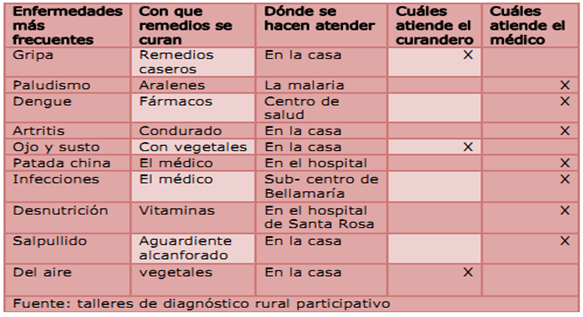 Enfermedades más frecuentes	Con que remedios se curan	Dónde se hacen atender	Cuáles atiende el curandero	Cuáles atiende el médico
Gripa	Remedios caseros	En la casa	X
Paludismo	Aralenes	La malaria		X
Dengue	Fármacos	Centro de salud		X
Artritis	Condurado	En la casa		X
Ojo y susto	Con vegetales	En la casa	X
Patada china	El médico	En el hospital		X
Infecciones	El médico	Sub- centro de Bellamaría		X
Desnutrición	Vitaminas	En el hospital de Santa Rosa		X
Salpullido	Aguardiente alcanforado	En la casa		X
Del aire	vegetales	En la casa	X
Fuente: talleres de diagnóstico rural participativo